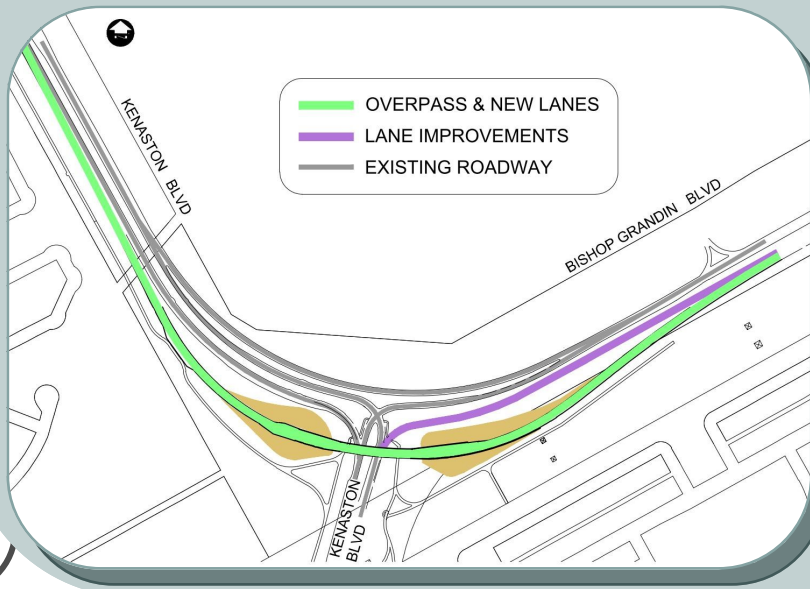 KENASTON BLVD
OVERPASS & NEW LANES
LANE IMPROVEMENTS
EXISTING ROADWAY
BISHOP GRANDIN BLVD
KENASTON
BLVD